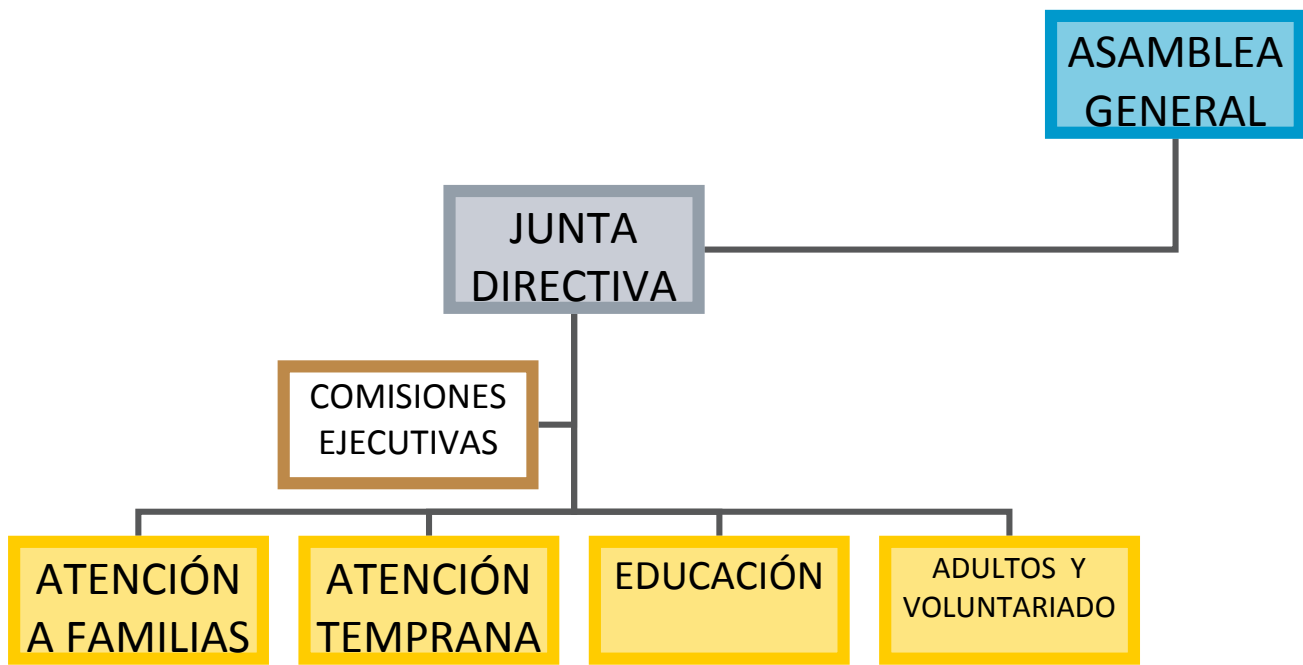 ASAMBLEA
GENERAL
JUNTA
DIRECTIVA
COMISIONES
EJECUTIVAS
ATENCIÓN
A FAMILIAS
ATENCIÓN
TEMPRANA
EDUCACIÓN
ADULTOS Y
VOLUNTARIADO